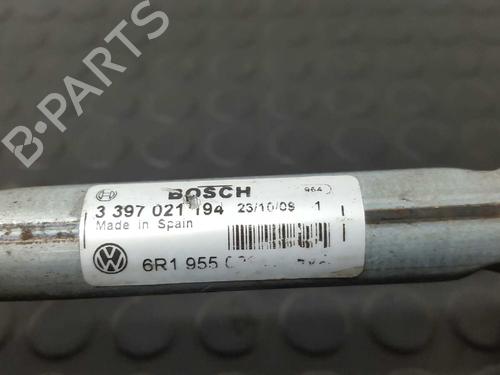 B-PARTS
BOSCH
964
3 397 021 194 23/10/09 1
Made in Spain
6R1 955